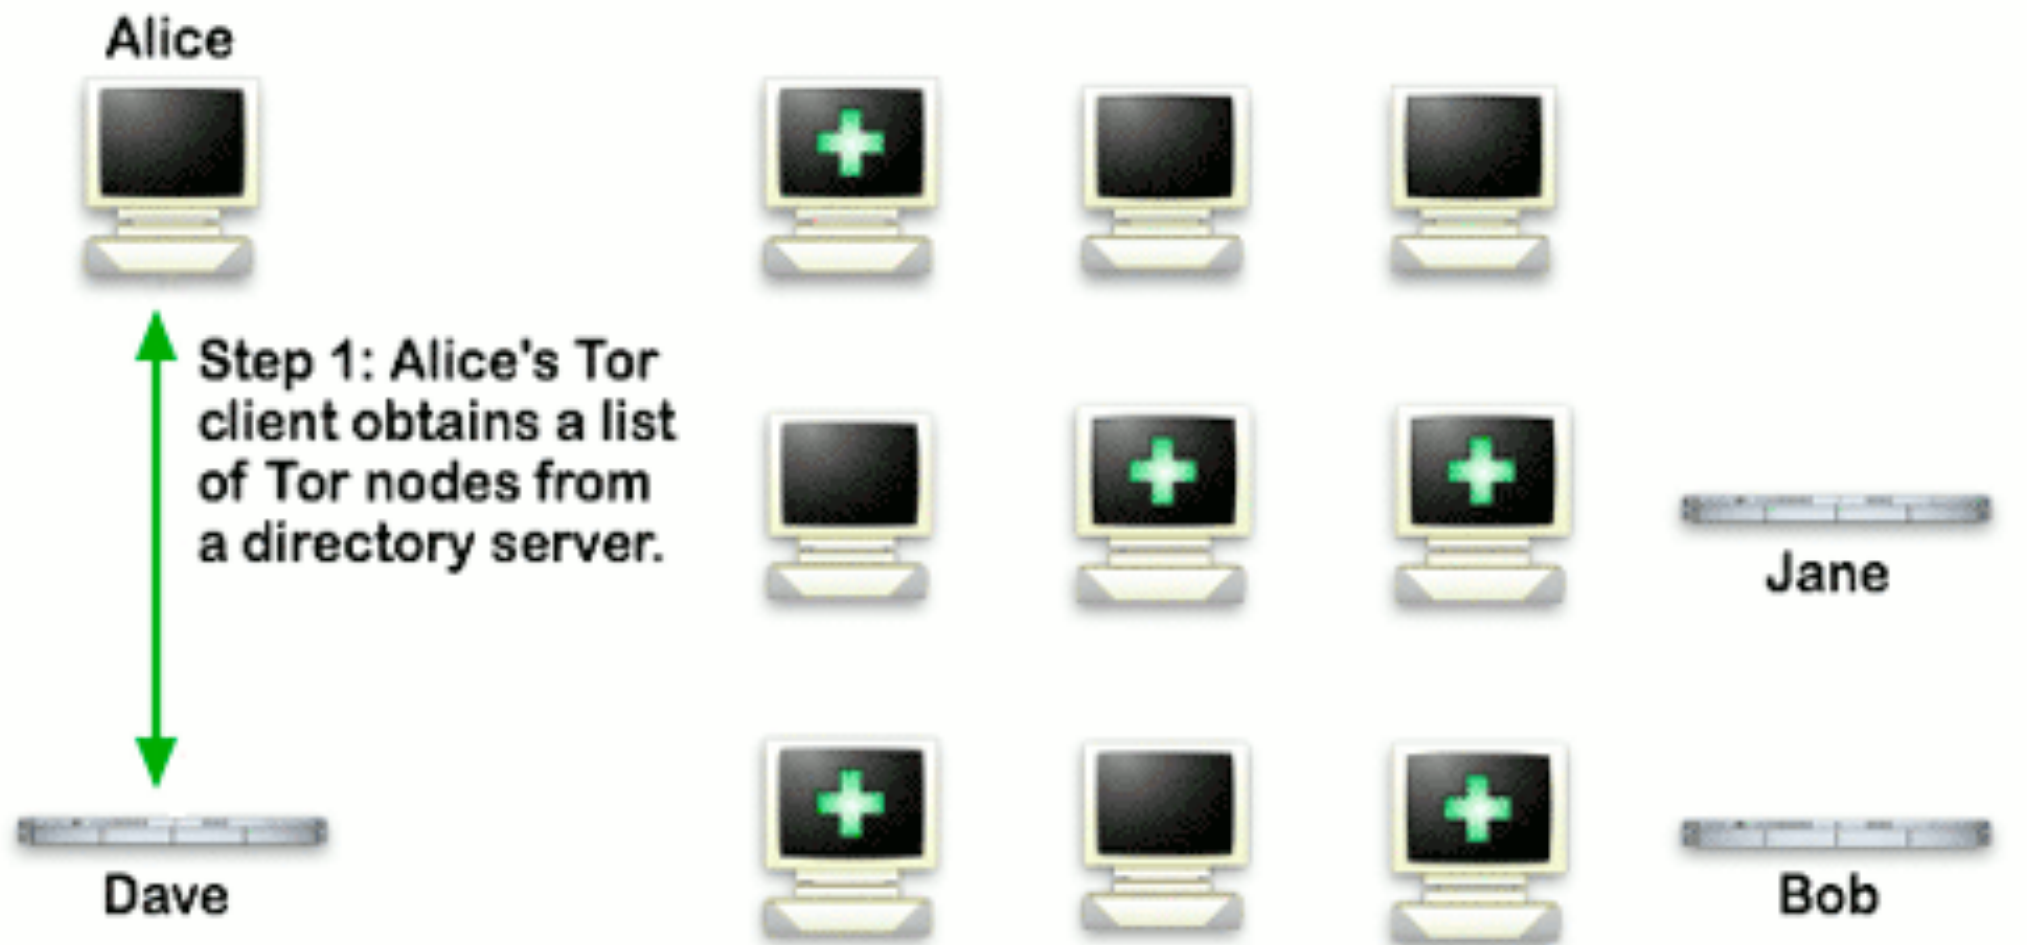 Alice
Step 1: Alice's Tor
client obtains a list
of Tor nodes from
a directory server.
Jane
Dave
Bob